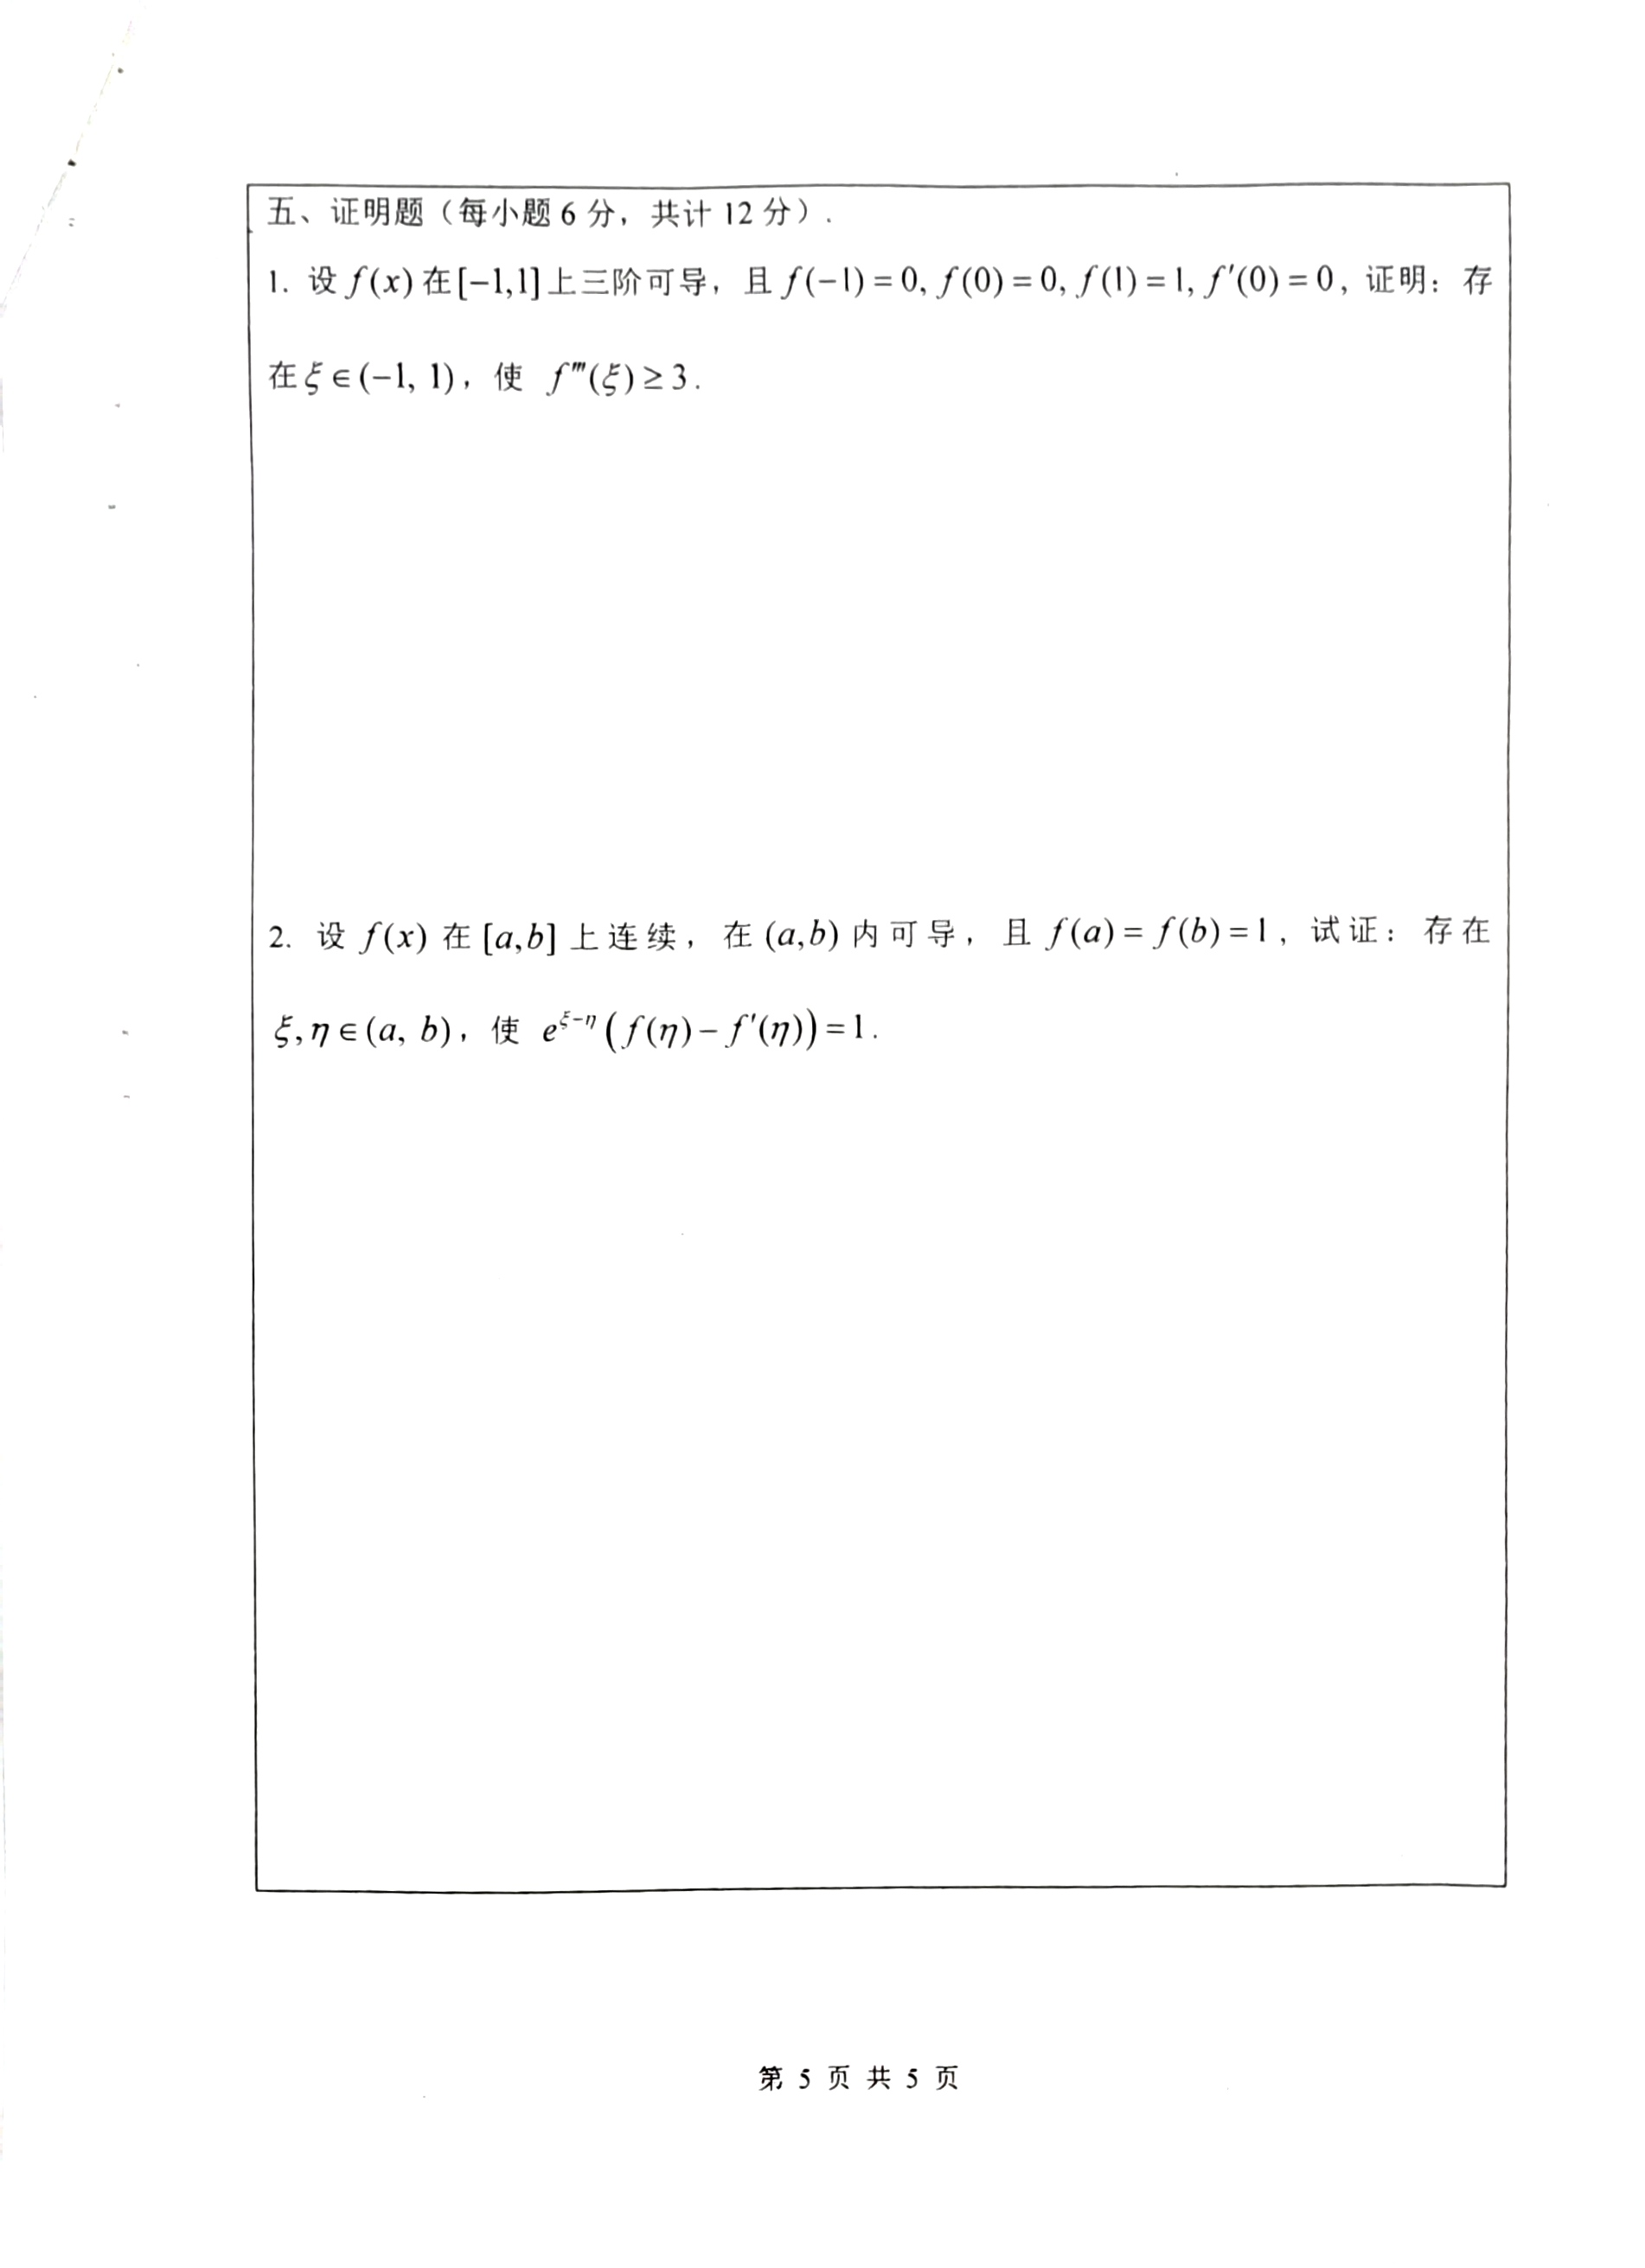 五、证明题（每小题 6 分，共计 12 分）.
1. 设 f(x) 在[−1,1]上三阶可导，且 f(−1) = 0, f(0) = 0, f(1) = 1, f′(0) = 0，证明：存
在 ξ ∈ (−1, 1)，使 f‴(ξ) ≥ 3.
2. 设 f(x) 在 [a,b] 上连续，在 (a,b) 内可导，且 f(a) = f(b) = 1，试证：存在
ξ, η ∈ (a, b)，使 e^{ξ−η}(f(η) − f′(η)) = 1.
第 5 页 共 5 页